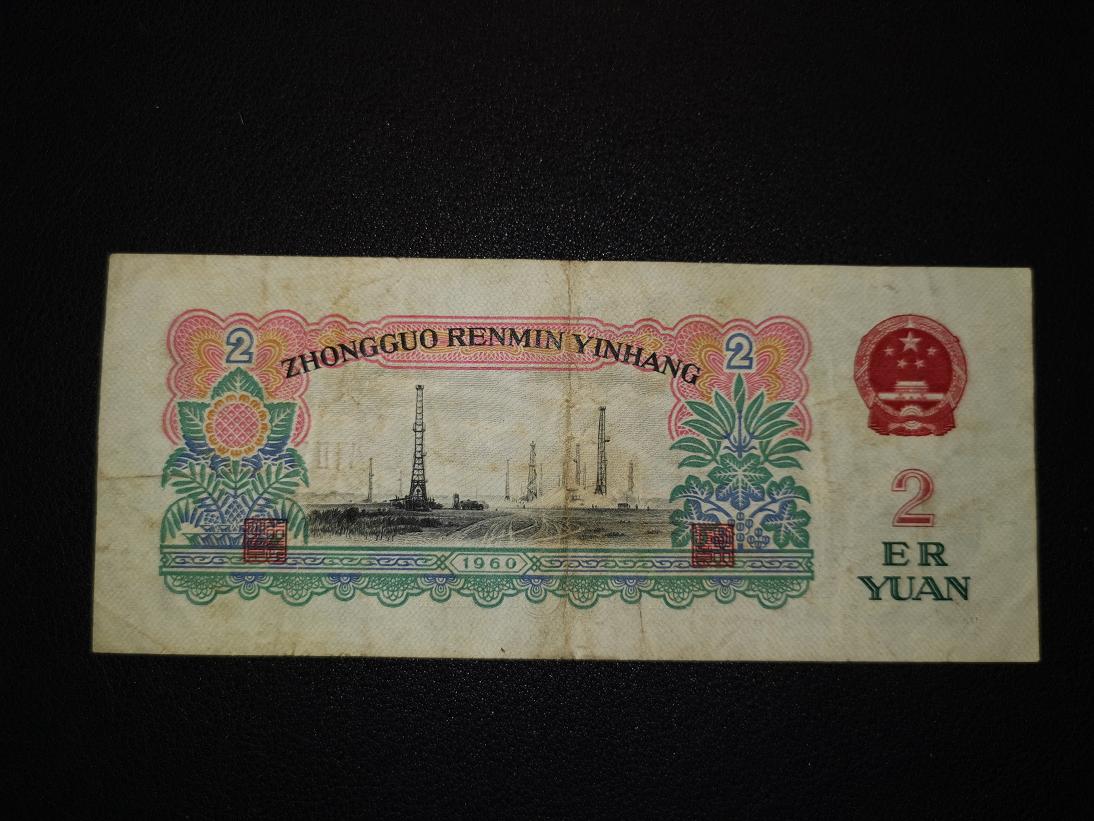 2
ZHONGGUO RENMIN YINHANG
2
1960
2
ER
YUAN